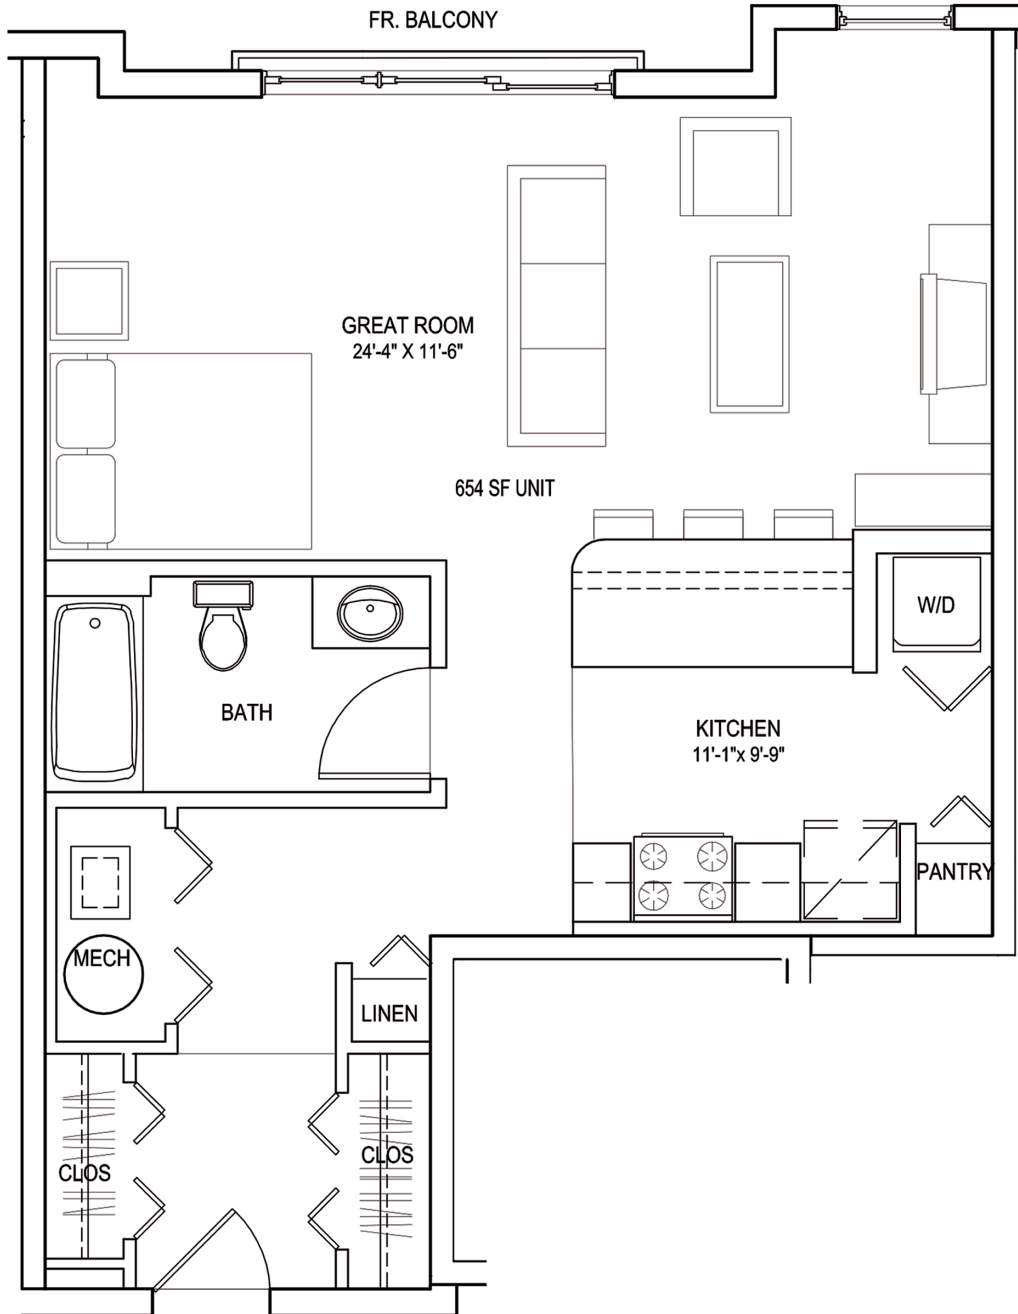 FR. BALCONY
GREAT ROOM
24'-4" X 11'-6"
654 SF UNIT
W/D
BATH
KITCHEN
11'-1"x 9'-9"
PANTRY
MECH
LINEN
CLOS
CLOS